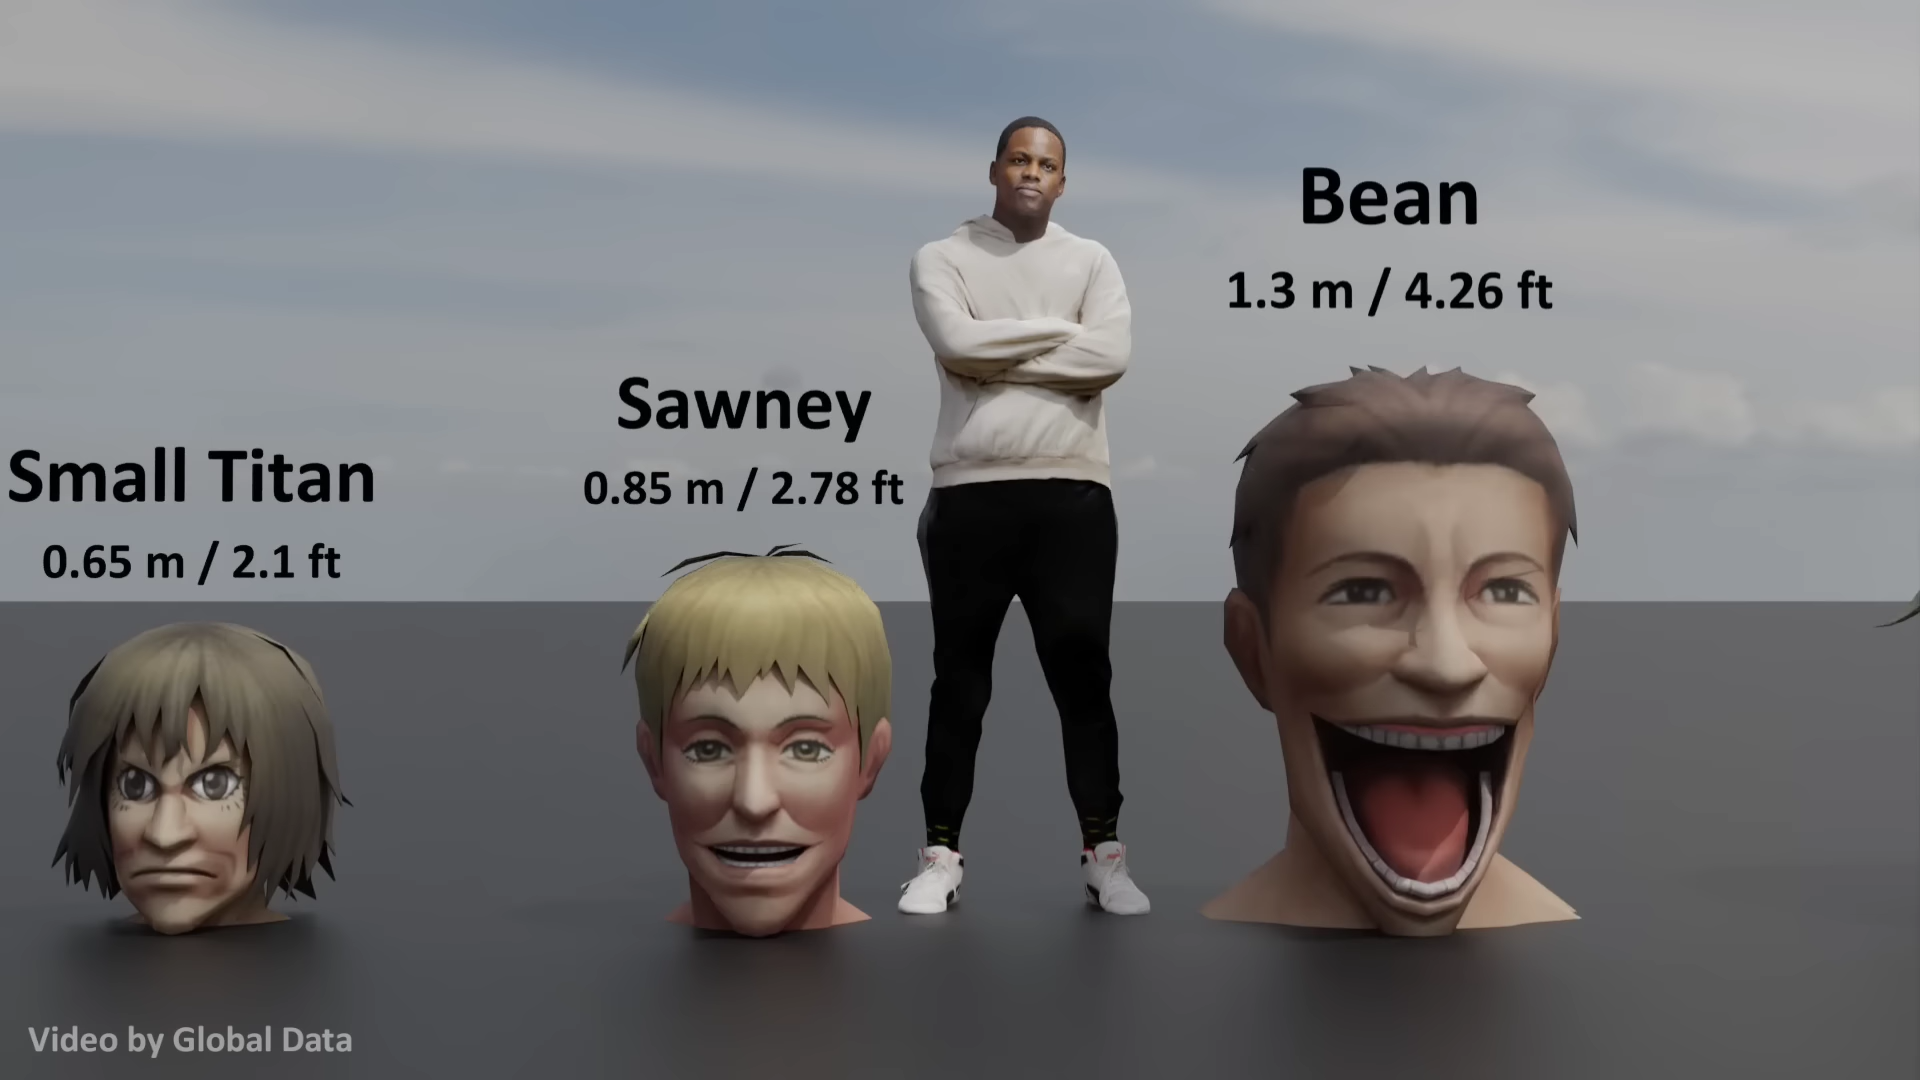 Small Titan
0.65 m / 2.1 ft
Sawney
0.85 m / 2.78 ft
Bean
1.3 m / 4.26 ft
Video by Global Data